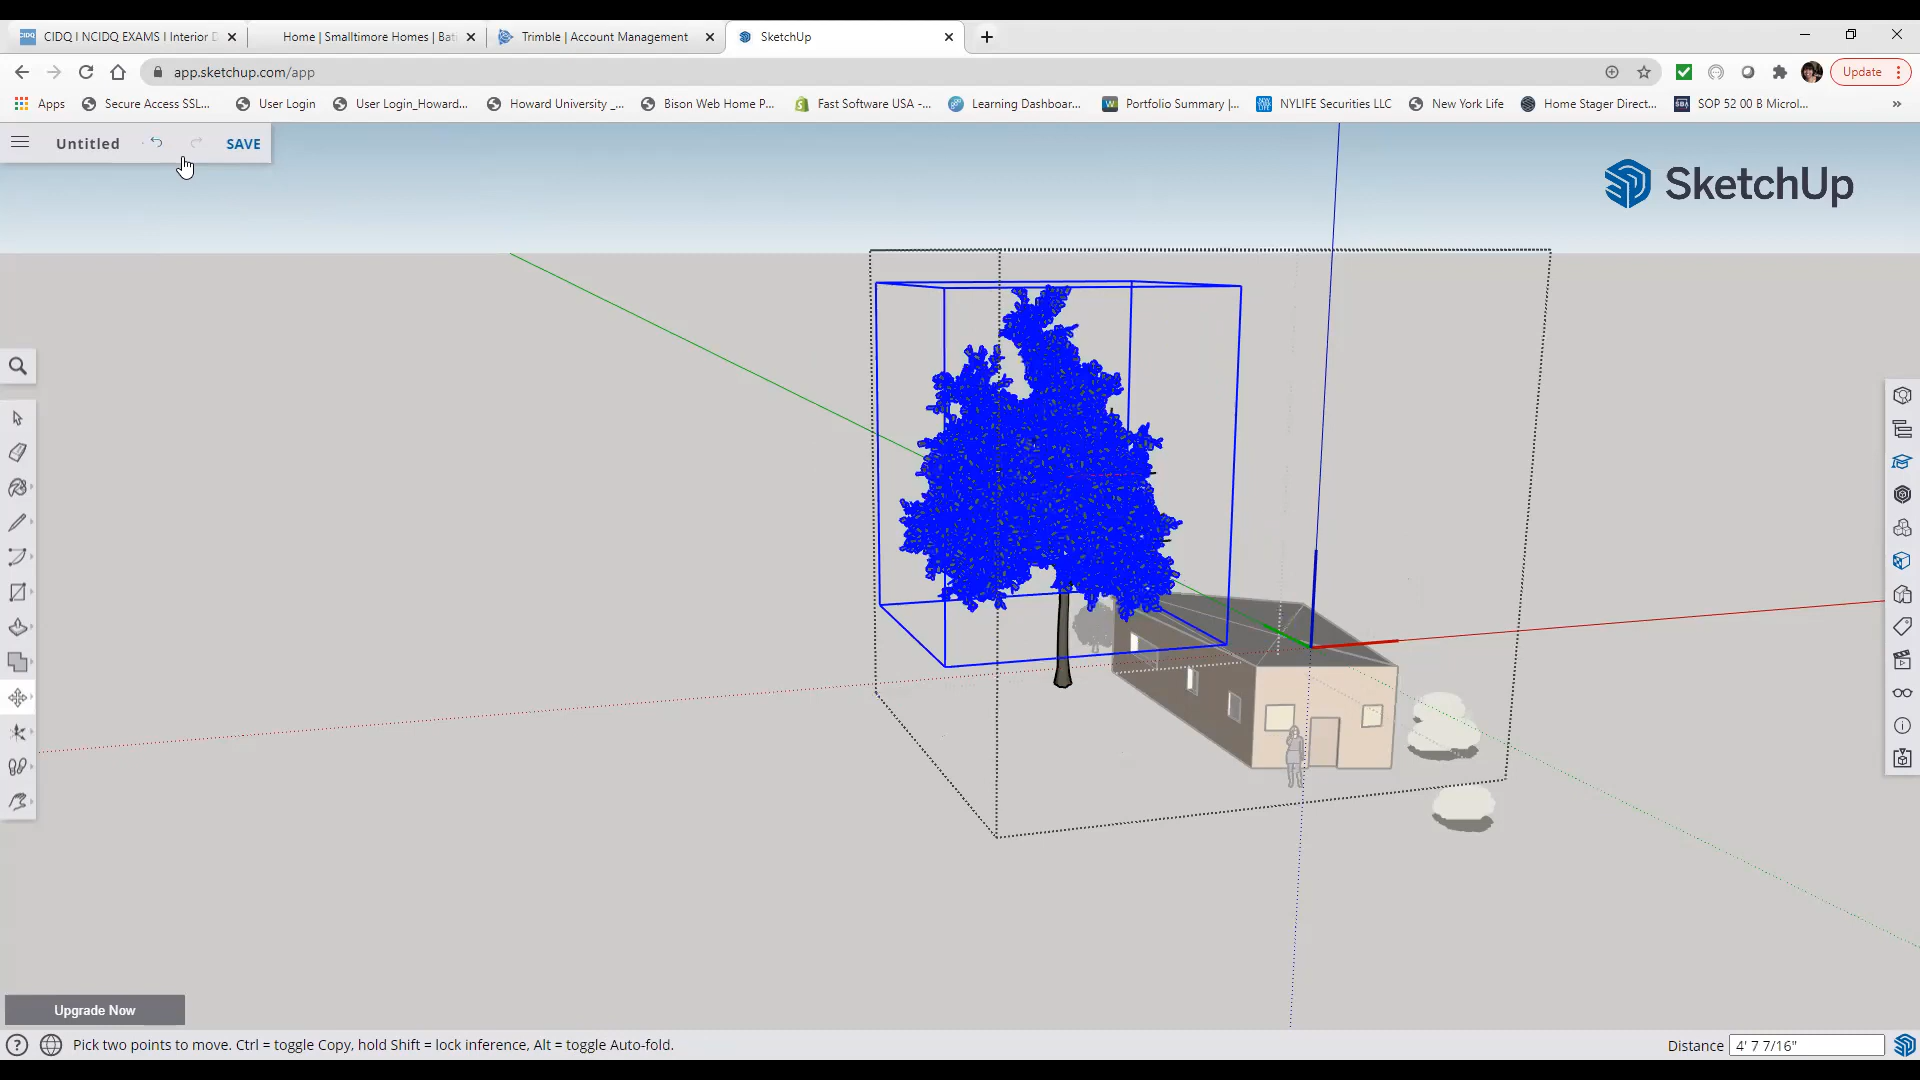 CIDQ
CIDQ I NCIDQ EXAMS I Interior D
Home | Smalltimore Homes | Bal
Trimble | Account Management
SketchUp
app.sketchup.com/app
Update
Apps
Secure Access SSL...
User Login
User Login_Howard...
Howard University _...
Bison Web Home P...
Fast Software USA -...
Learning Dashboar...
Portfolio Summary |...
NYLIFE Securities LLC
New York Life
Home Stager Direct...
SOP 52 00 B Microl...
Untitled
SAVE
SketchUp
Upgrade Now
Pick two points to move. Ctrl = toggle Copy, hold Shift = lock inference, Alt = toggle Auto-fold.
Distance
4' 7 7/16"